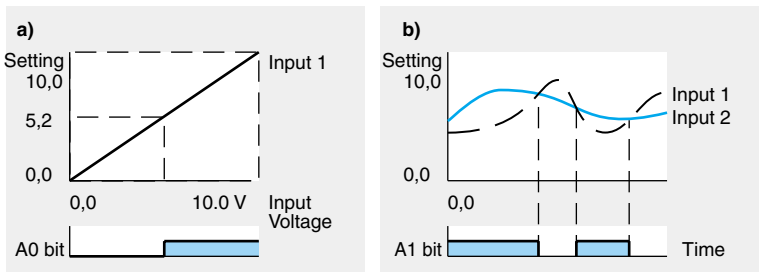 a)
Setting
10,0
Input 1
5,2
0,0
0,0
10.0 V
Input
Voltage
A0 bit
b)
Setting
10,0
Input 1
Input 2
0,0
0,0
A1 bit
Time